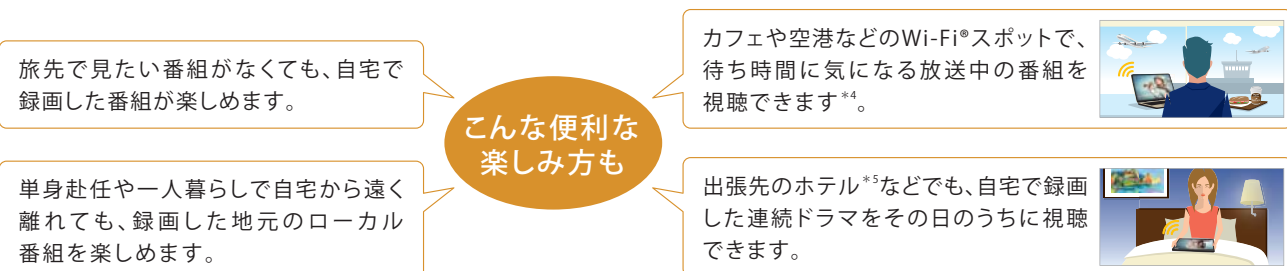 旅先で見たい番組がなくても、自宅で
録画した番組が楽しめます。
単身赴任や一人暮らしで自宅から遠く
離れても、録画した地元のローカル
番組を楽しめます。
こんな便利な
楽しみ方も
カフェや空港などのWi-Fi®スポットで、
待ち時間に気になる放送中の番組を
視聴できます*4。
出張先のホテル*5などでも、自宅で録画
した連続ドラマをその日のうちに視聴
できます。